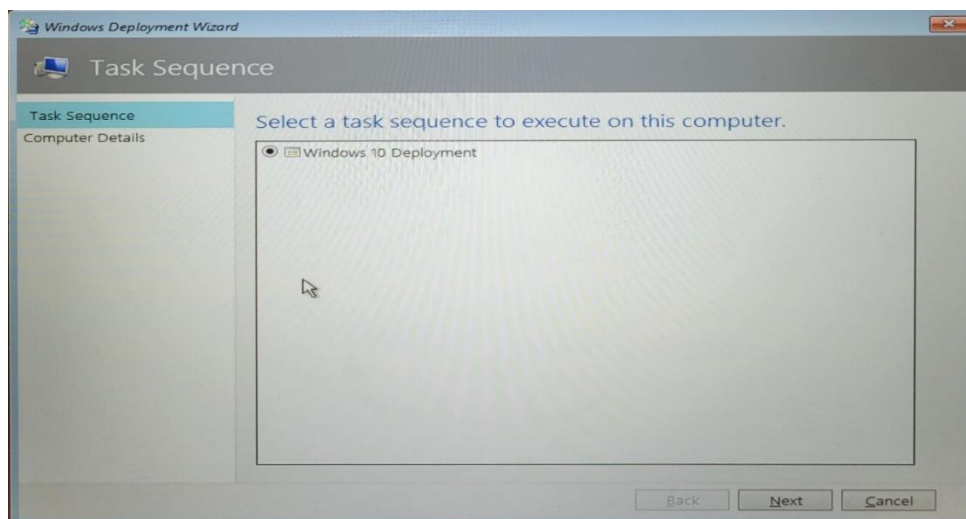 Windows Deployment Wizard
Task Sequence
Task Sequence
Computer Details
Select a task sequence to execute on this computer.
Windows 10 Deployment
Back Next Cancel